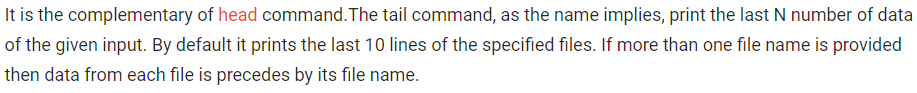 It is the complementary of head command.The tail command, as the name implies, print the last N number of data
of the given input. By default it prints the last 10 lines of the specified files. If more than one file name is provided
then data from each file is precedes by its file name.